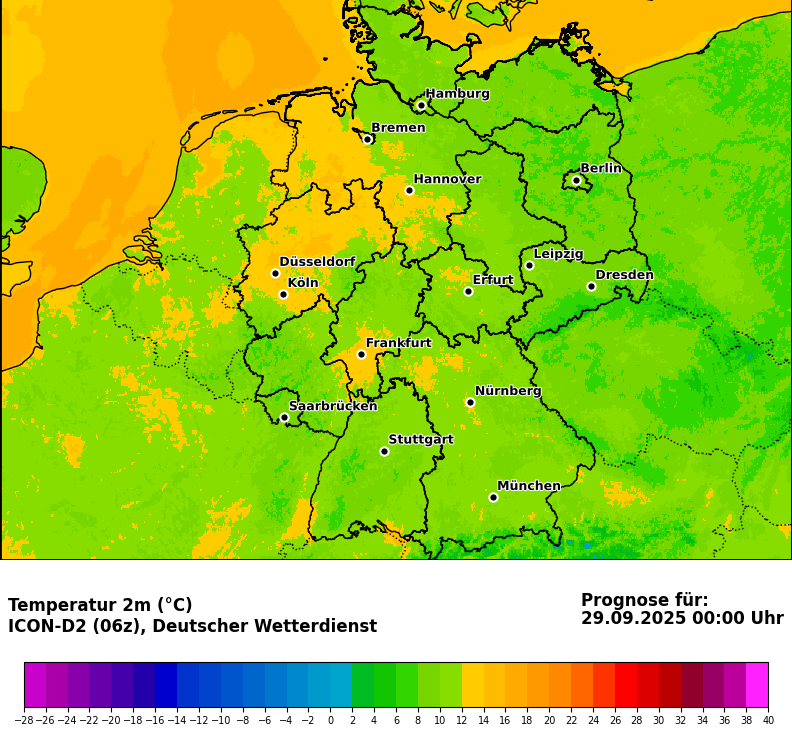 Hamburg
Bremen
Berlin
Hannover
Leipzig
Düsseldorf
Dresden
Köln
Erfurt
Frankfurt
Nürnberg
Saarbrücken
Stuttgart
München
Temperatur 2m (°C)
ICON-D2 (06z), Deutscher Wetterdienst
Prognose für:
29.09.2025 00:00 Uhr
−28 −26 −24 −22 −20 −18 −16 −14 −12 −10 −8 −6 −4 −2 0 2 4 6 8 10 12 14 16 18 20 22 24 26 28 30 32 34 36 38 40